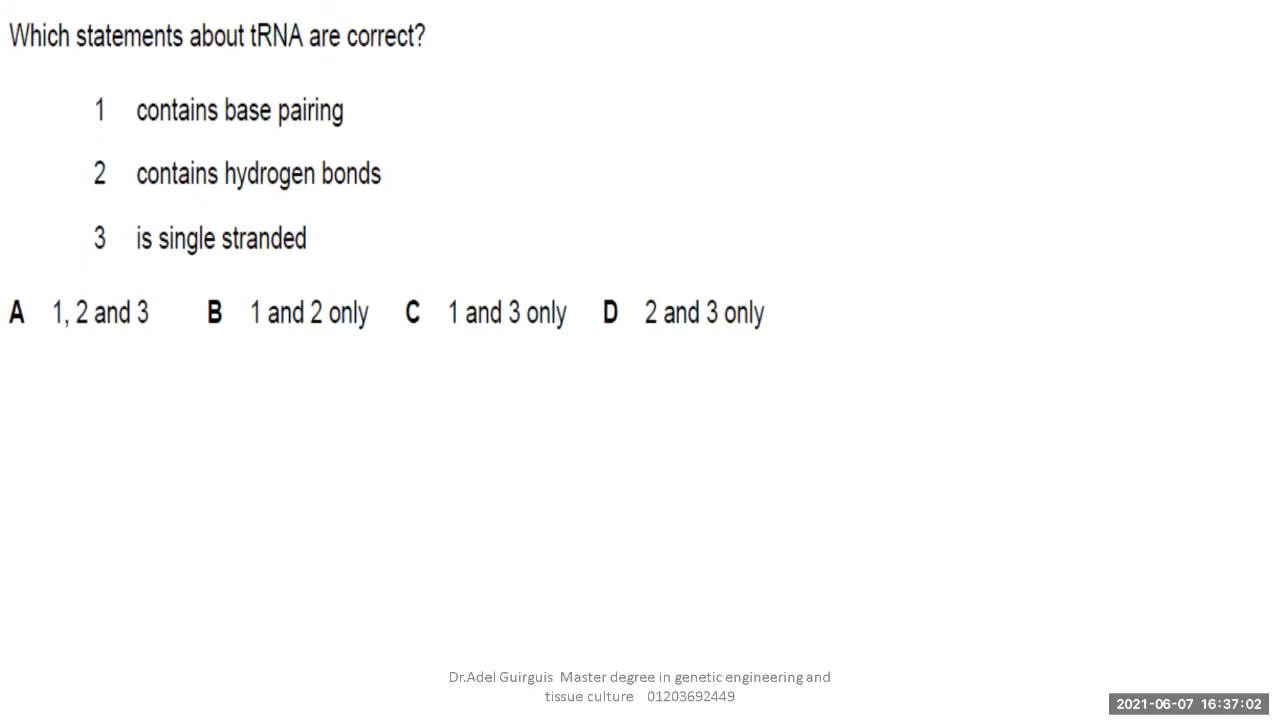 Which statements about tRNA are correct?
1 contains base pairing
2 contains hydrogen bonds
3 is single stranded
A 1, 2 and 3 B 1 and 2 only C 1 and 3 only D 2 and 3 only
Dr.Adel Guirguis Master degree in genetic engineering and
tissue culture 01203692449
2021-06-07 16:37:02